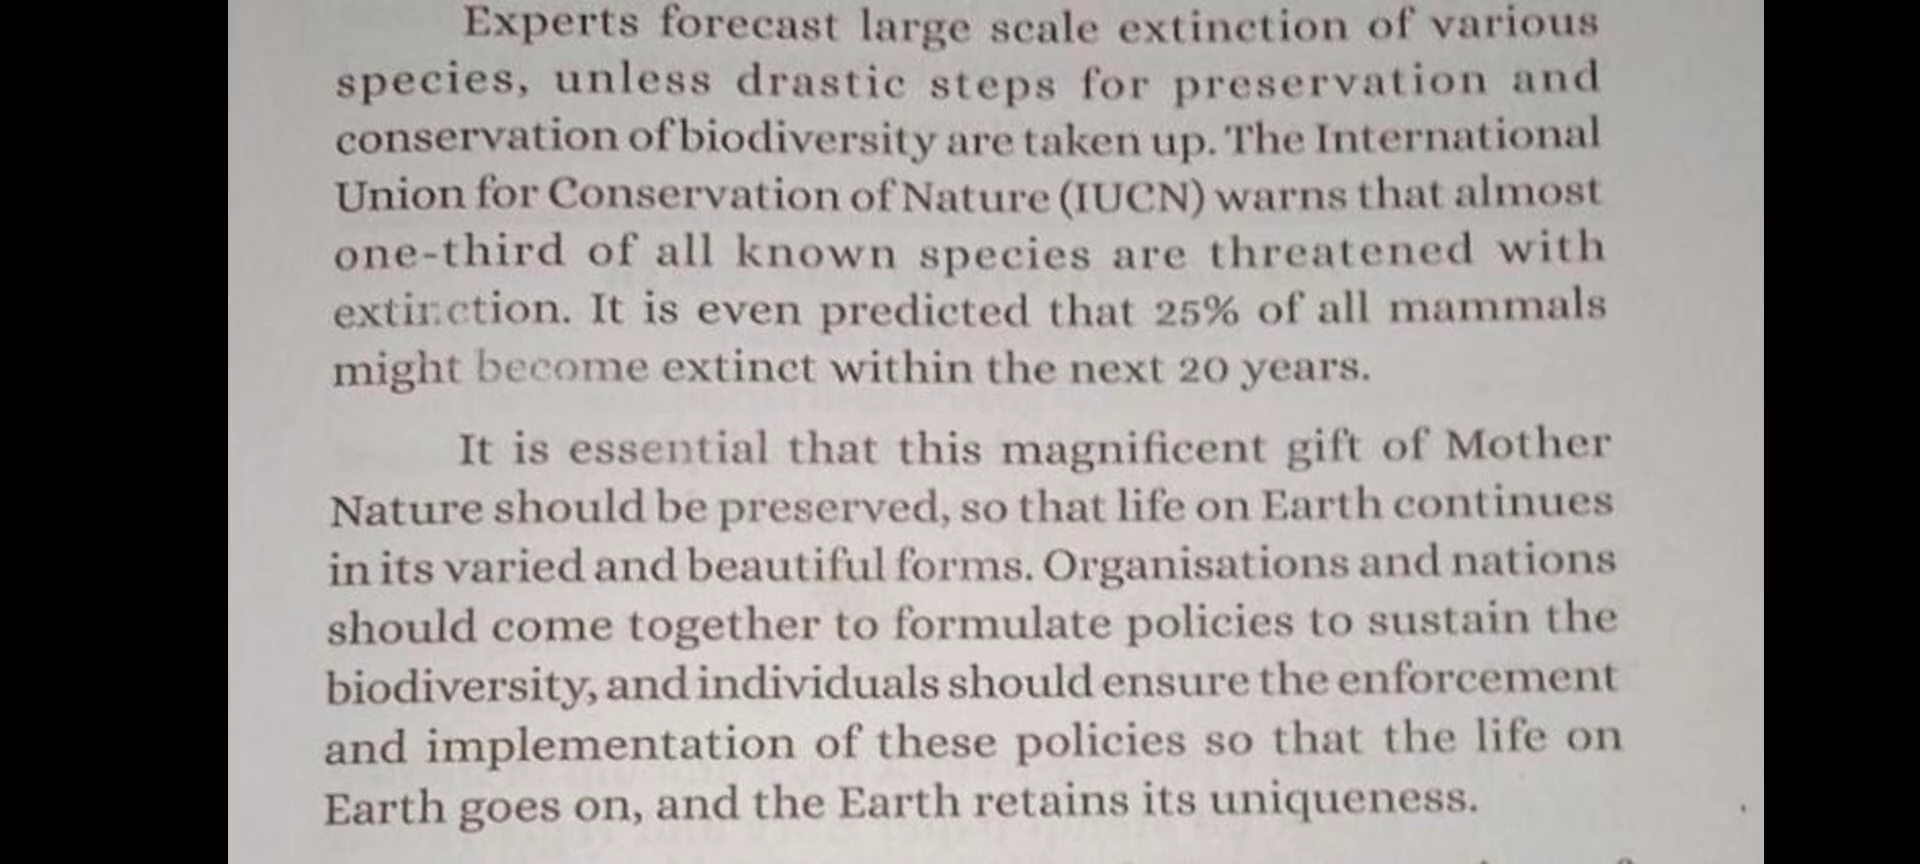 Experts forecast large scale extinction of various
species, unless drastic steps for preservation and
conservation of biodiversity are taken up. The International
Union for Conservation of Nature (IUCN) warns that almost
one-third of all known species are threatened with
extinction. It is even predicted that 25% of all mammals
might become extinct within the next 20 years.
It is essential that this magnificent gift of Mother
Nature should be preserved, so that life on Earth continues
in its varied and beautiful forms. Organisations and nations
should come together to formulate policies to sustain the
biodiversity, and individuals should ensure the enforcement
and implementation of these policies so that the life on
Earth goes on, and the Earth retains its uniqueness.